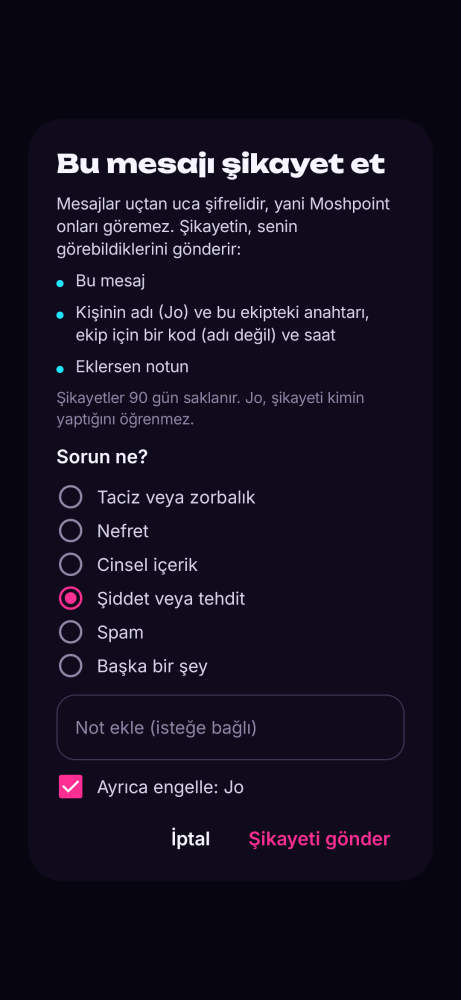 Bu mesajı şikayet et
Mesajlar uçtan uca şifrelidir, yani Moshpoint
onları göremez. Şikayetin, senin
görebildiklerini gönderir:
Bu mesaj
Kişinin adı (Jo) ve bu ekipteki anahtarı,
ekip için bir kod (adı değil) ve saat
Eklersen notun
Şikayetler 90 gün saklanır. Jo, şikayeti kimin
yaptığını öğrenmez.
Sorun ne?
Taciz veya zorbalık
Nefret
Cinsel içerik
Şiddet veya tehdit
Spam
Başka bir şey
Not ekle (isteğe bağlı)
Ayrıca engelle: Jo
İptal
Şikayeti gönder